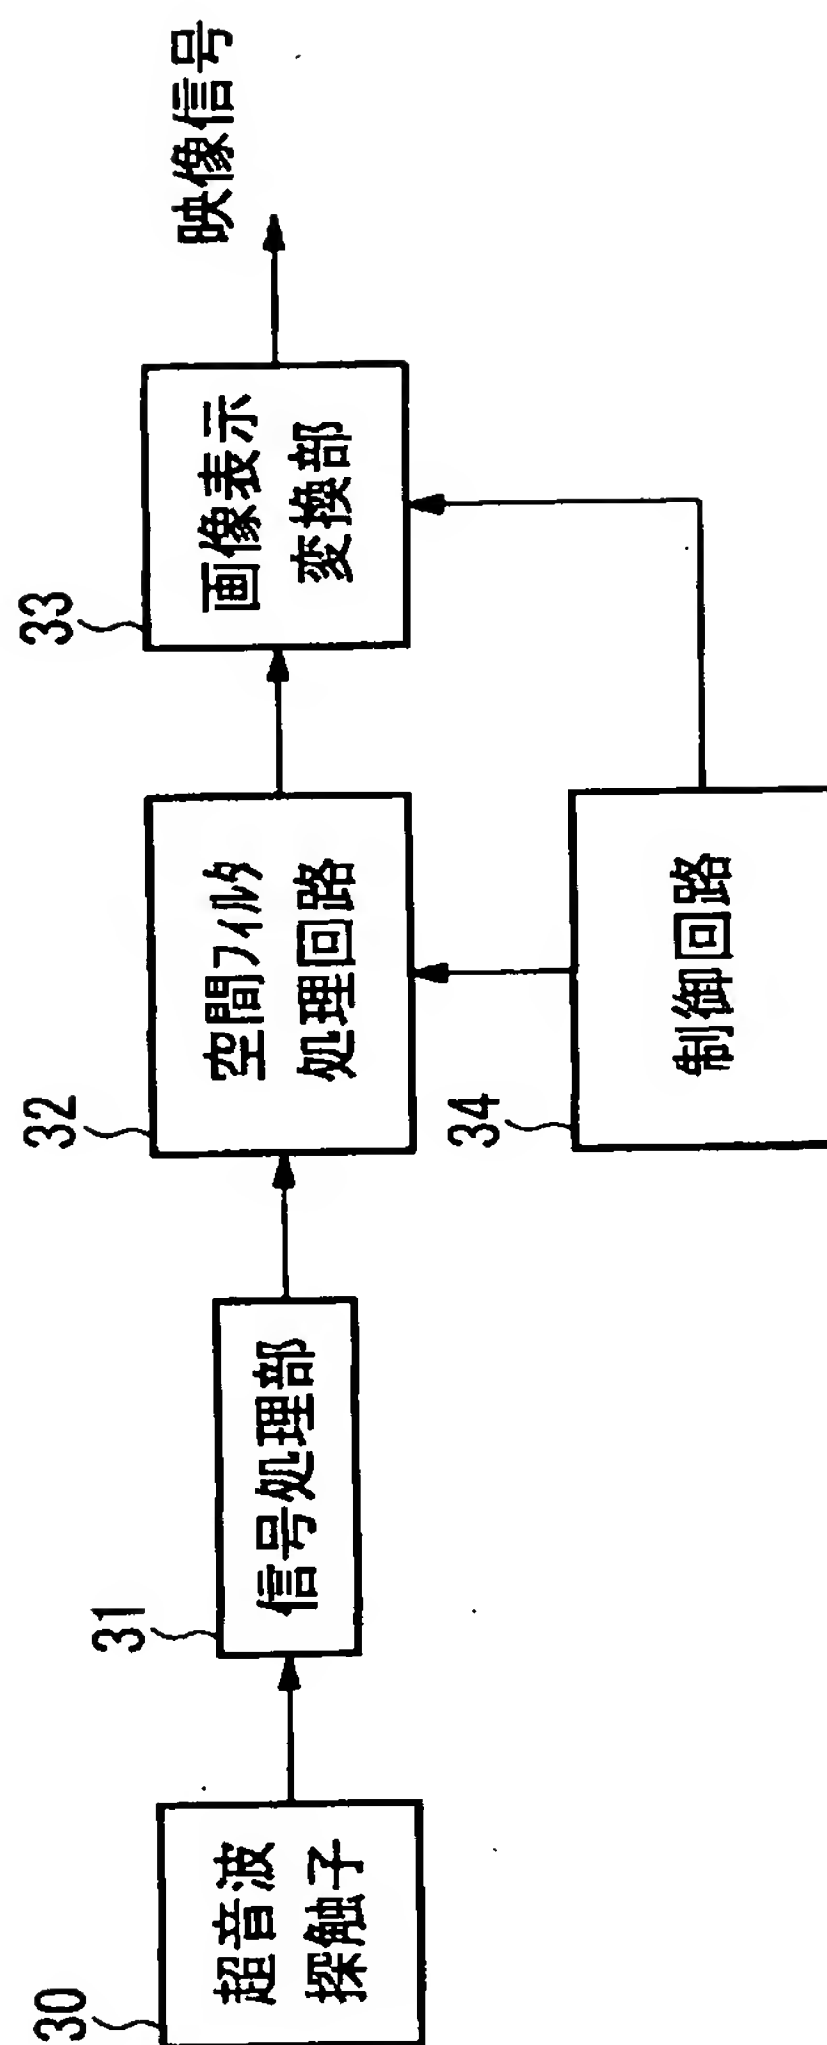 30
超音波
探触子
31
信号処理部
32
空間フィルタ
処理回路
33
画像表示
変換部
映像信号
34
制御回路